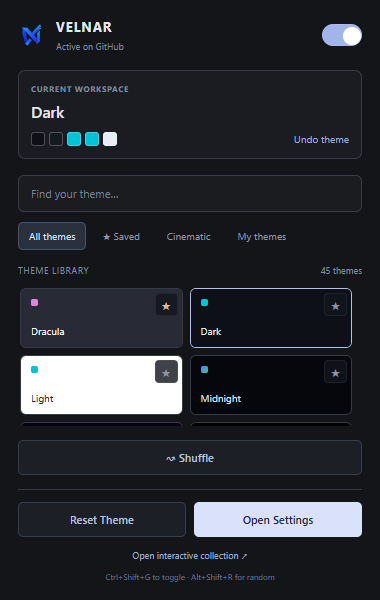 VELNAR
Active on GitHub
CURRENT WORKSPACE
Dark
Undo theme
Find your theme...
All themes ★ Saved Cinematic My themes
THEME LIBRARY 45 themes
★ ★
Dracula Dark
★ ★
Light Midnight
↝ Shuffle
Reset Theme Open Settings
Open interactive collection ↗
Ctrl+Shift+G to toggle · Alt+Shift+R for random